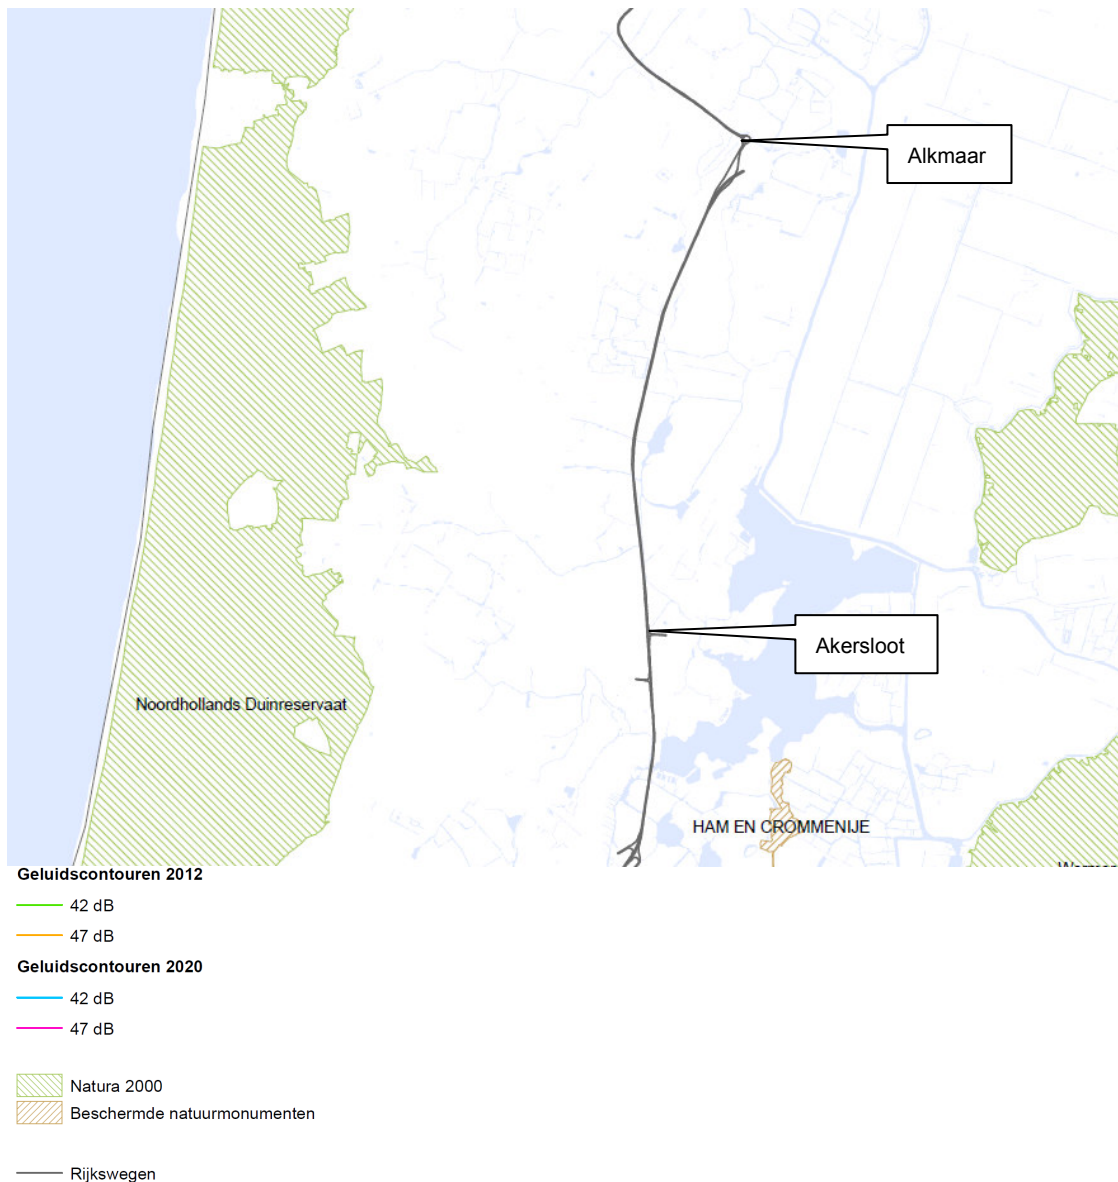 Alkmaar
Akersloot
Noordhollands Duinreservaat
HAM EN CROMMENIJE
Geluidscontouren 2012
42 dB
47 dB
Geluidscontouren 2020
42 dB
47 dB
Natura 2000
Beschermde natuurmonumenten
Rijkswegen